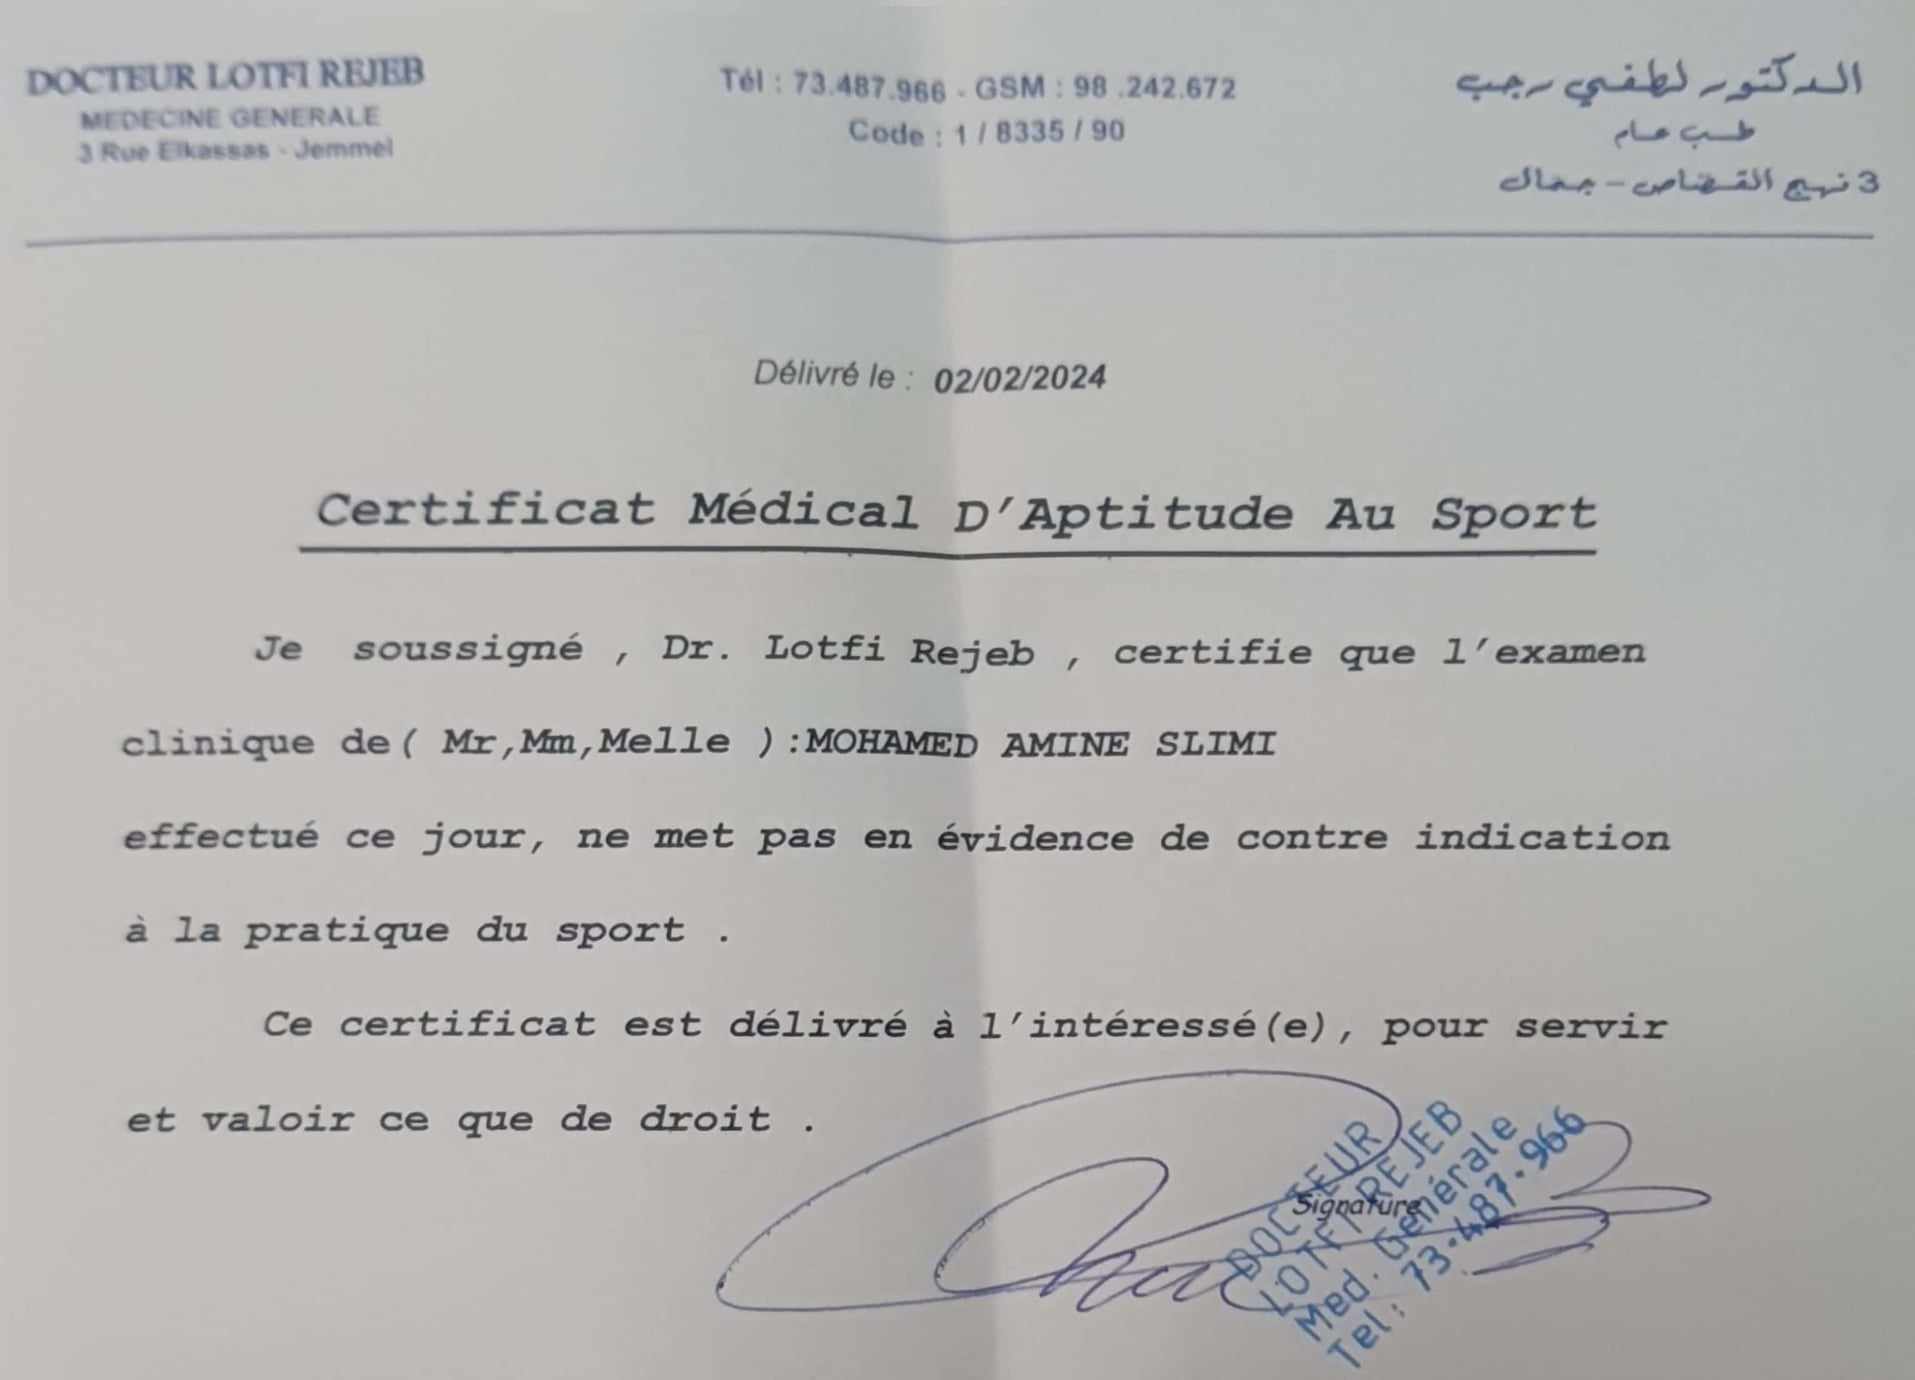 DOCTEUR LOTFI REJEB
MEDECINE GENERALE
3 Rue Elkassas - Jemmel
Tél : 73.487.966 - GSM : 98 .242.672
Code : 1 / 8335 / 90
الدكتور لطفي رجب
طب عام
3 نهج القصاص - جمال
Délivré le : 02/02/2024
Certificat Médical D'Aptitude Au Sport
Je soussigné , Dr. Lotfi Rejeb , certifie que l'examen
clinique de( Mr,Mm,Melle ):MOHAMED AMINE SLIMI
effectué ce jour, ne met pas en évidence de contre indication
à la pratique du sport .
Ce certificat est délivré à l'intéressé(e), pour servir
et valoir ce que de droit .
Signature
DOCTEUR
LOTFI REJEB
Med. Générale
Tel: 73.487.966